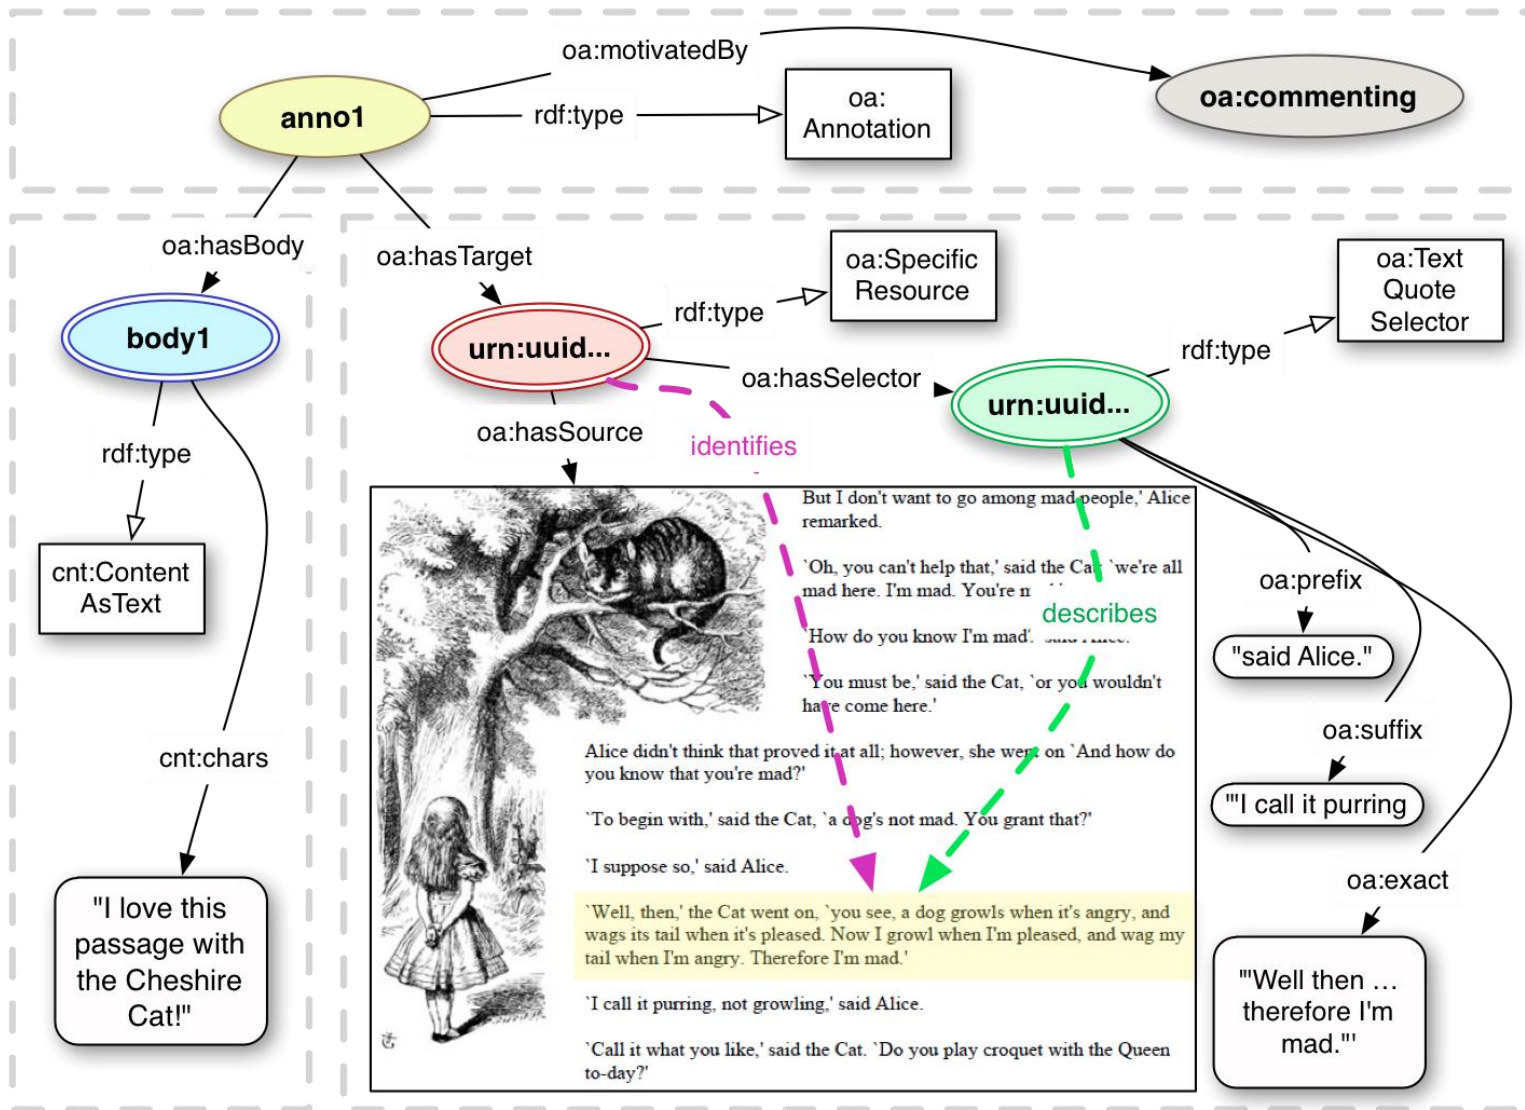 oa:motivatedBy
anno1
rdf:type
oa:
Annotation
oa:commenting
oa:hasBody
oa:hasTarget
body1
rdf:type
cnt:Content
AsText
cnt:chars
"I love this
passage with
the Cheshire
Cat!"
urn:uuid...
rdf:type
oa:Specific
Resource
oa:hasSelector
oa:hasSource
identifies
urn:uuid...
rdf:type
oa:Text
Quote
Selector
describes
But I don't want to go among mad people,' Alice
remarked.
`Oh, you can't help that,' said the Cat: `we're all
mad here. I'm mad. You're
`How do you know I'm mad?' said Alice.
`You must be,' said the Cat, `or you wouldn't
have come here.'
Alice didn't think that proved it at all; however, she went on `And how do
you know that you're mad?'
`To begin with,' said the Cat, `a dog's not mad. You grant that?'
`I suppose so,' said Alice.
`Well, then,' the Cat went on, `you see, a dog growls when it's angry, and
wags its tail when it's pleased. Now I growl when I'm pleased, and wag my
tail when I'm angry. Therefore I'm mad.'
`I call it purring, not growling,' said Alice.
`Call it what you like,' said the Cat. `Do you play croquet with the Queen
to-day?'
oa:prefix
"said Alice."
oa:suffix
"'I call it purring
oa:exact
"'Well then …
therefore I'm
mad."'